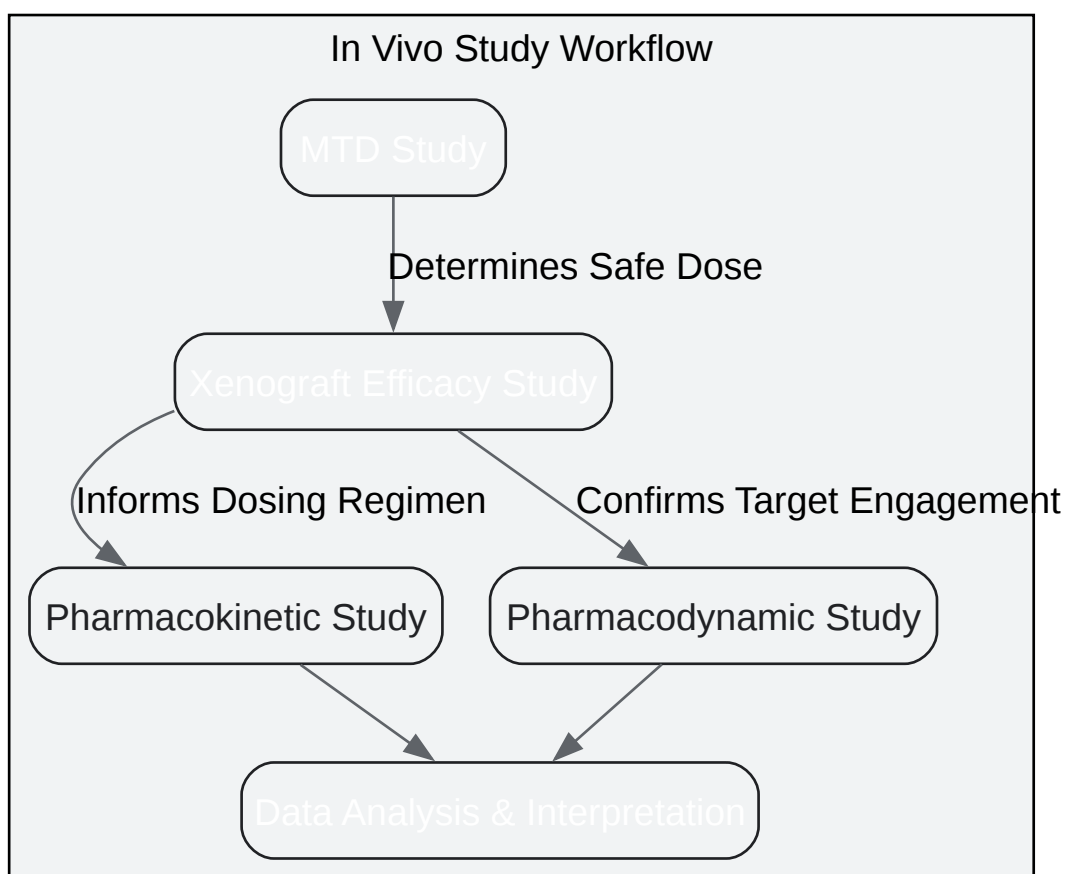 In Vivo Study Workflow
MTD Study
Determines Safe Dose
Xenograft Efficacy Study
Informs Dosing Regimen
Confirms Target Engagement
Pharmacokinetic Study
Pharmacodynamic Study
Data Analysis & Interpretation